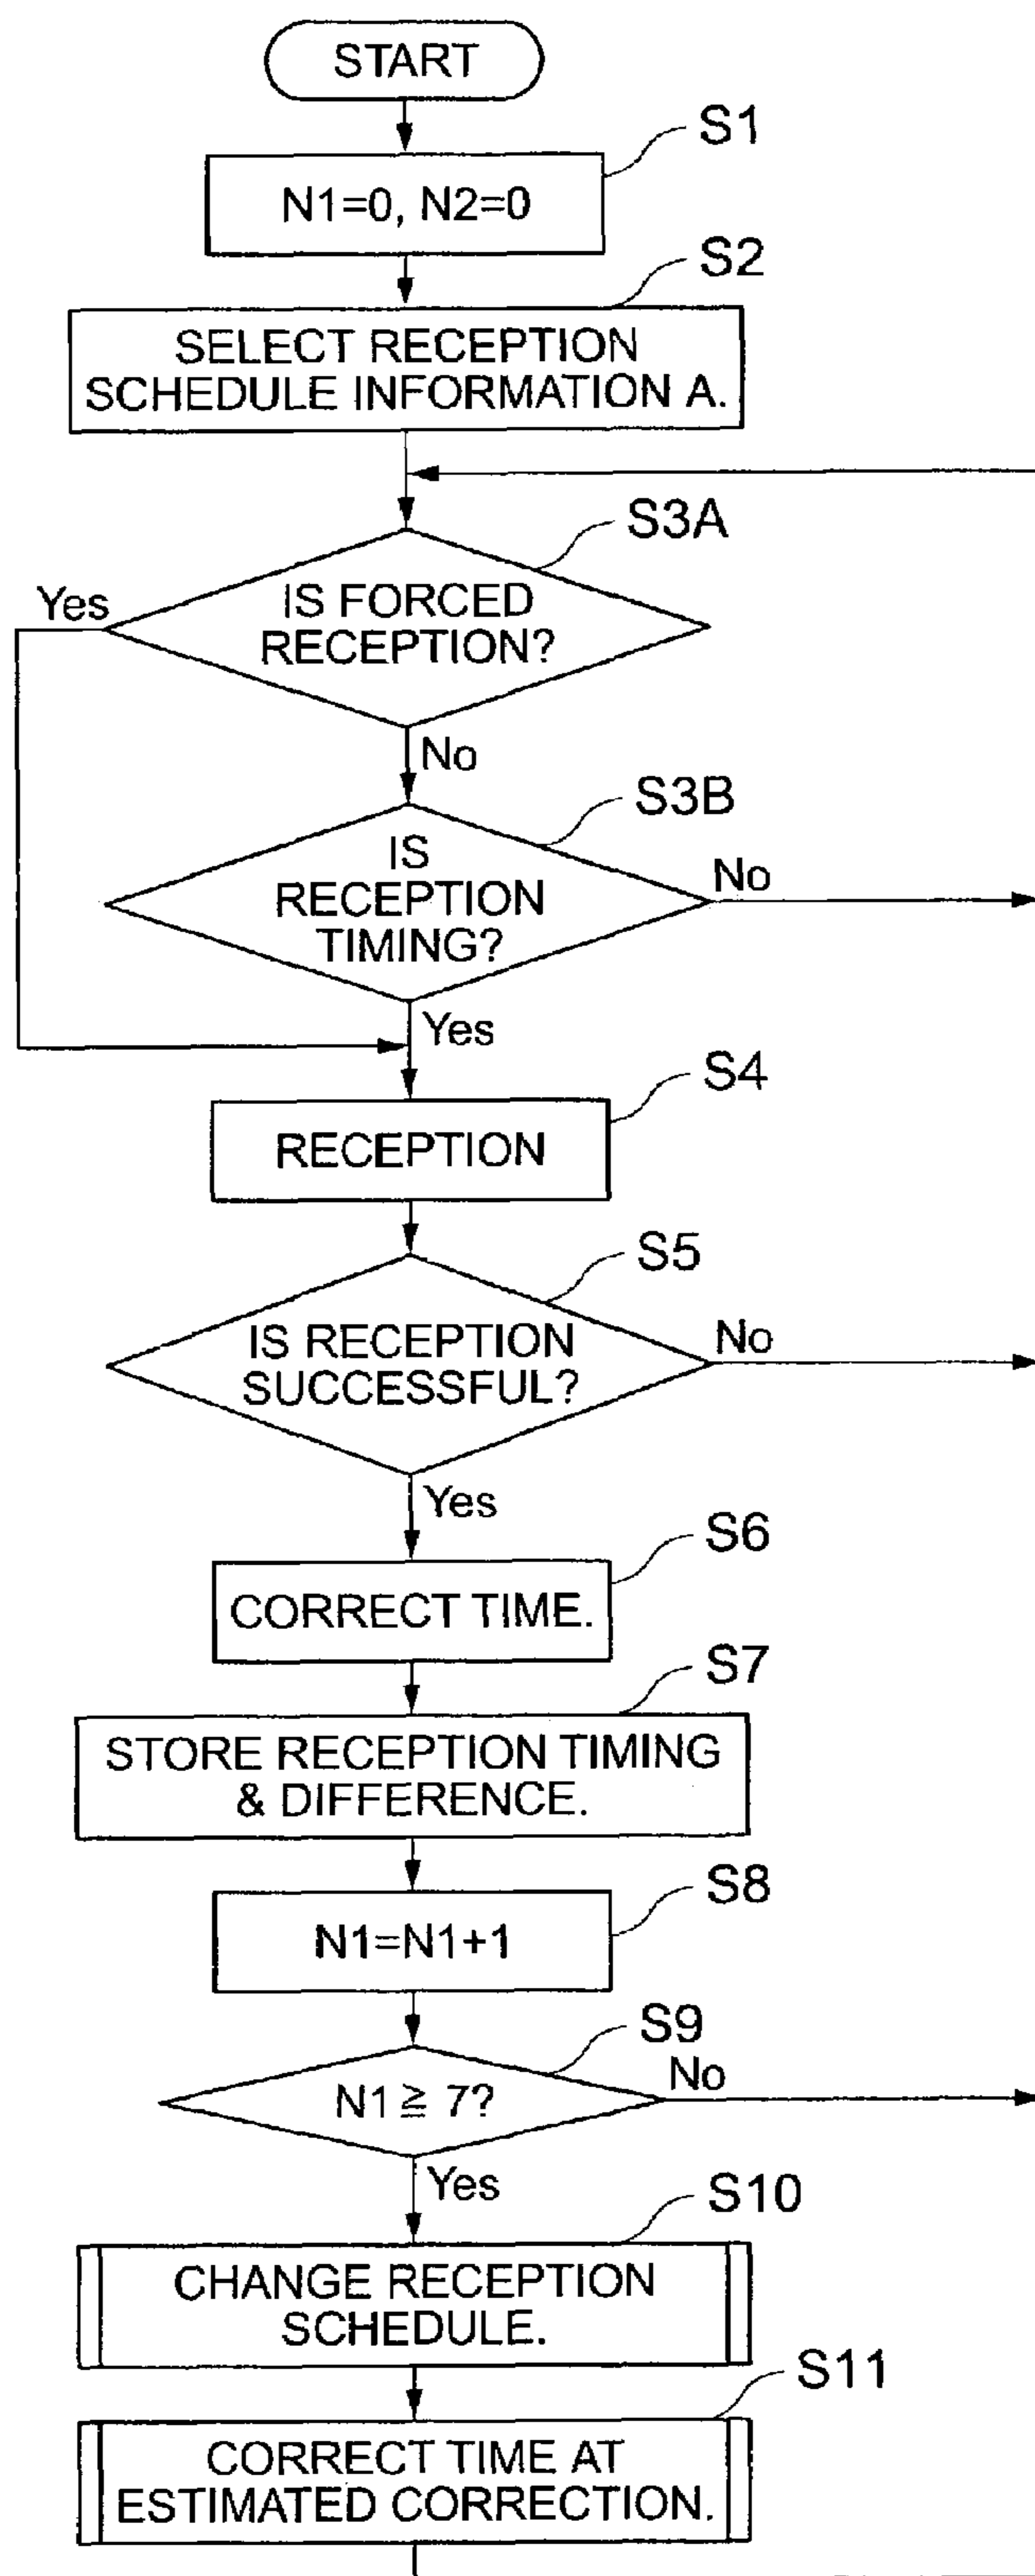 START
S1
N1=0, N2=0
S2
SELECT RECEPTION
SCHEDULE INFORMATION A.
S3A
Yes
IS FORCED
RECEPTION?
No
S3B
IS
RECEPTION
TIMING?
No
Yes
S4
RECEPTION
S5
IS RECEPTION
SUCCESSFUL?
No
Yes
S6
CORRECT TIME.
S7
STORE RECEPTION TIMING
& DIFFERENCE.
S8
N1=N1+1
S9
N1 ≧ 7?
No
Yes
S10
CHANGE RECEPTION
SCHEDULE.
S11
CORRECT TIME AT
ESTIMATED CORRECTION.